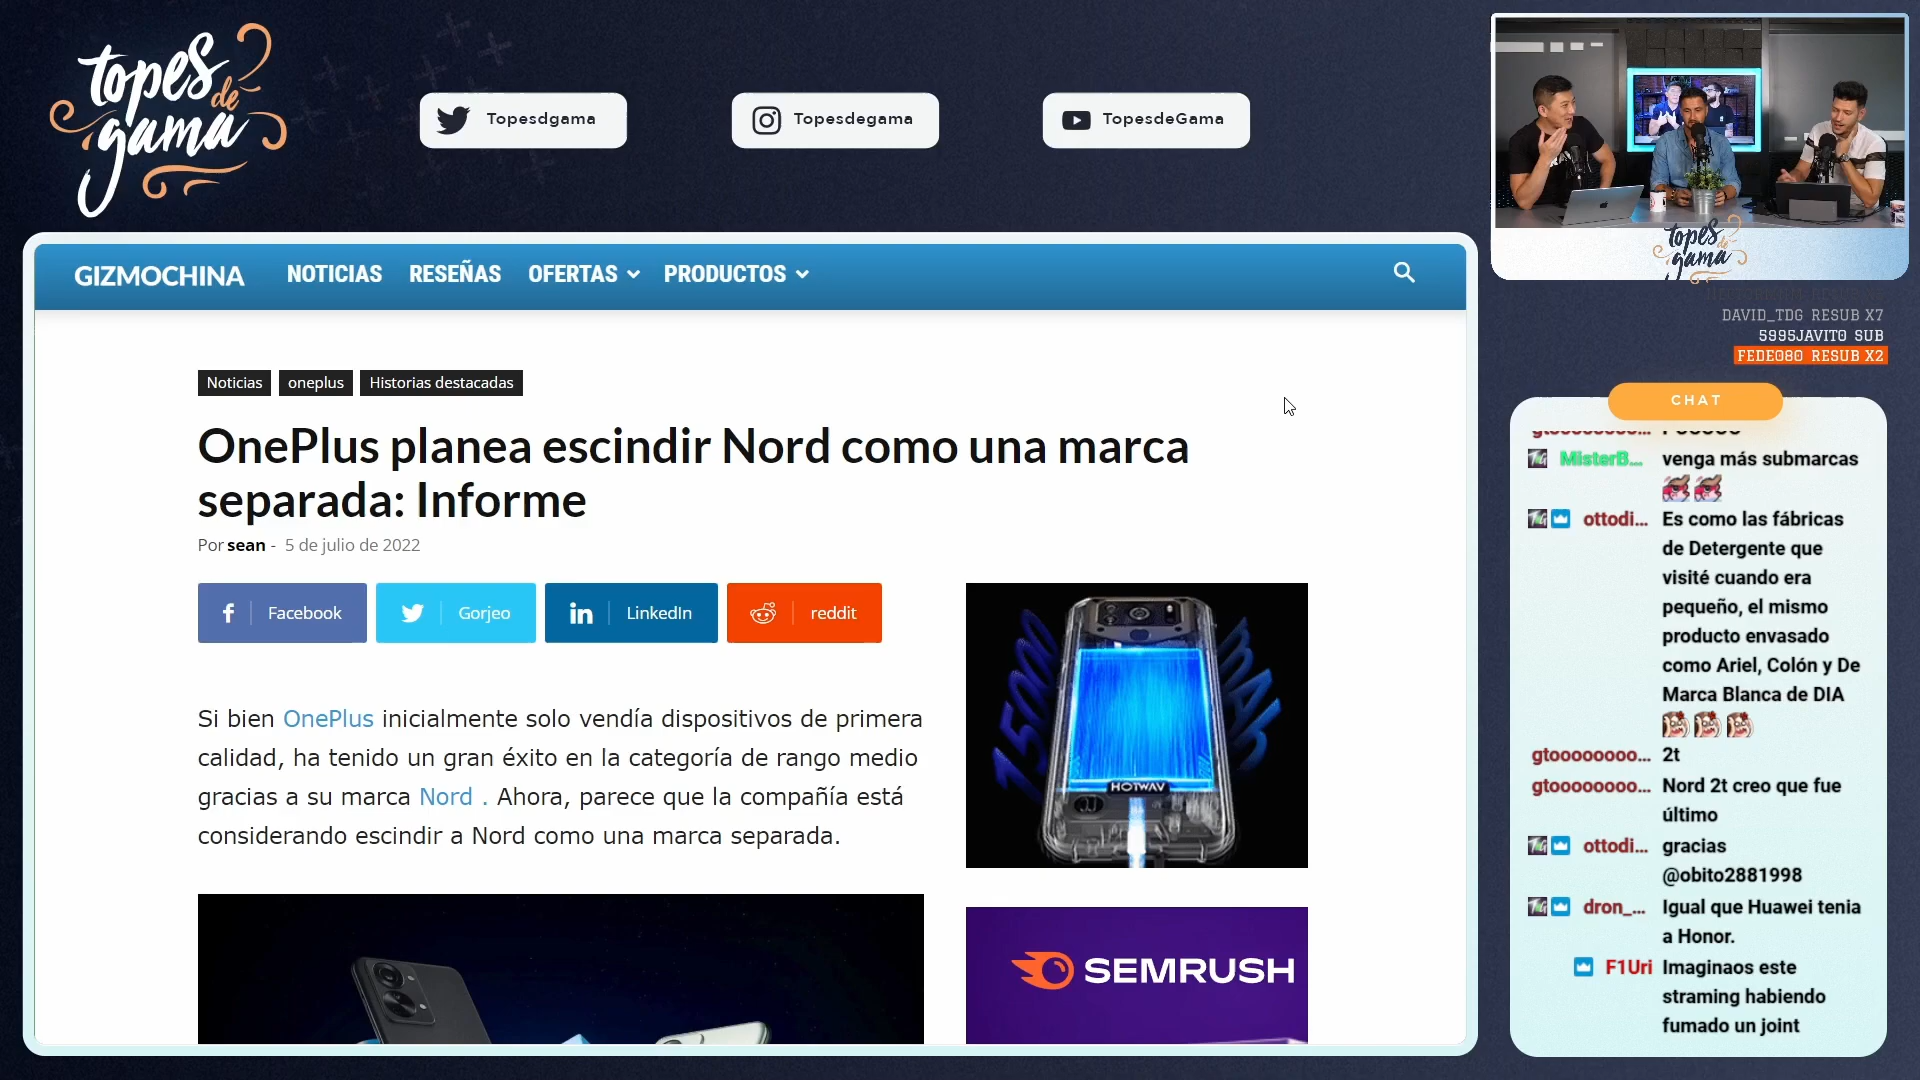 topes de gama
Topesdgama
Topesdegama
TopesdeGama
topes de gama
DAVID_TDG RESUB X7
5995JAVIT0 SUB
FEDE080 RESUB X2
GIZMOCHINA NOTICIAS RESEÑAS OFERTAS PRODUCTOS
Noticias oneplus Historias destacadas
OnePlus planea escindir Nord como una marca
separada: Informe
Por sean - 5 de julio de 2022
Facebook Gorjeo LinkedIn reddit
Si bien OnePlus inicialmente solo vendía dispositivos de primera
calidad, ha tenido un gran éxito en la categoría de rango medio
gracias a su marca Nord . Ahora, parece que la compañía está
considerando escindir a Nord como una marca separada.
15000 mAh
HOTWAV
SEMRUSH
CHAT
MisterB... venga más submarcas
ottodi... Es como las fábricas
de Detergente que
visité cuando era
pequeño, el mismo
producto envasado
como Ariel, Colón y De
Marca Blanca de DIA
gtoooooooo... 2t
gtoooooooo... Nord 2t creo que fue
último
ottodi... gracias
@obito2881998
dron_... Igual que Huawei tenia
a Honor.
F1Uri Imaginaos este
straming habiendo
fumado un joint